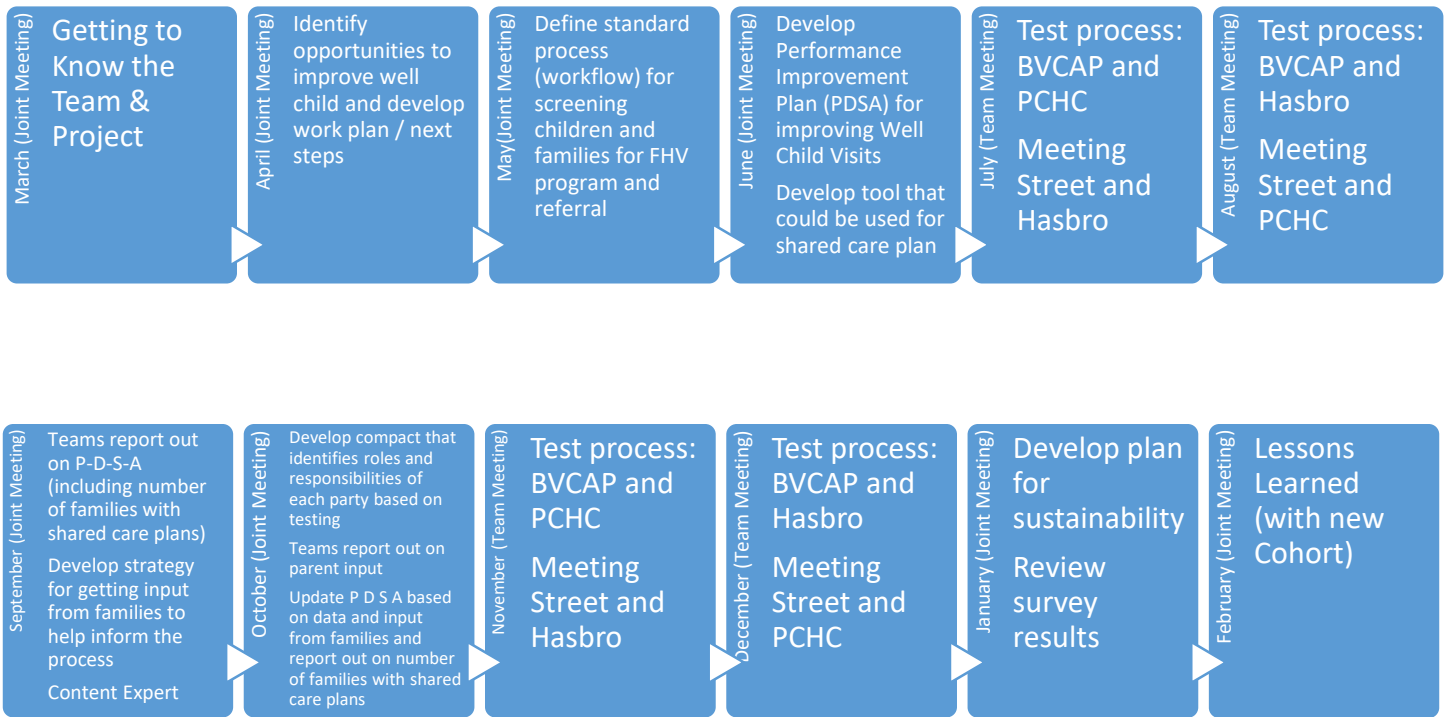 March (Joint Meeting)
Getting to
Know the
Team &
Project
April (Joint Meeting)
Identify
opportunities to
improve well
child and develop
work plan / next
steps
May(Joint Meeting)
Define standard
process
(workflow) for
screening
children and
families for FHV
program and
referral
June (Joint Meeting)
Develop
Performance
Improvement
Plan (PDSA) for
improving Well
Child Visits
Develop tool that
could be used for
shared care plan
July (Team Meeting)
Test process:
BVCAP and
PCHC
Meeting
Street and
Hasbro
August (Team Meeting)
Test process:
BVCAP and
Hasbro
Meeting
Street and
PCHC
September (Joint Meeting)
Teams report out
on P-D-S-A
(including number
of families with
shared care plans)
Develop strategy
for getting input
from families to
help inform the
process
Content Expert
October (Joint Meeting)
Develop compact that
identifies roles and
responsibilities of
each party based on
testing
Teams report out on
parent input
Update P D S A based
on data and input
from families and
report out on number
of families with shared
care plans
November (Team Meeting)
Test process:
BVCAP and
PCHC
Meeting
Street and
Hasbro
December (Team Meeting)
Test process:
BVCAP and
Hasbro
Meeting
Street and
PCHC
January (Joint Meeting)
Develop plan
for
sustainability
Review
survey
results
February (Joint Meeting)
Lessons
Learned
(with new
Cohort)